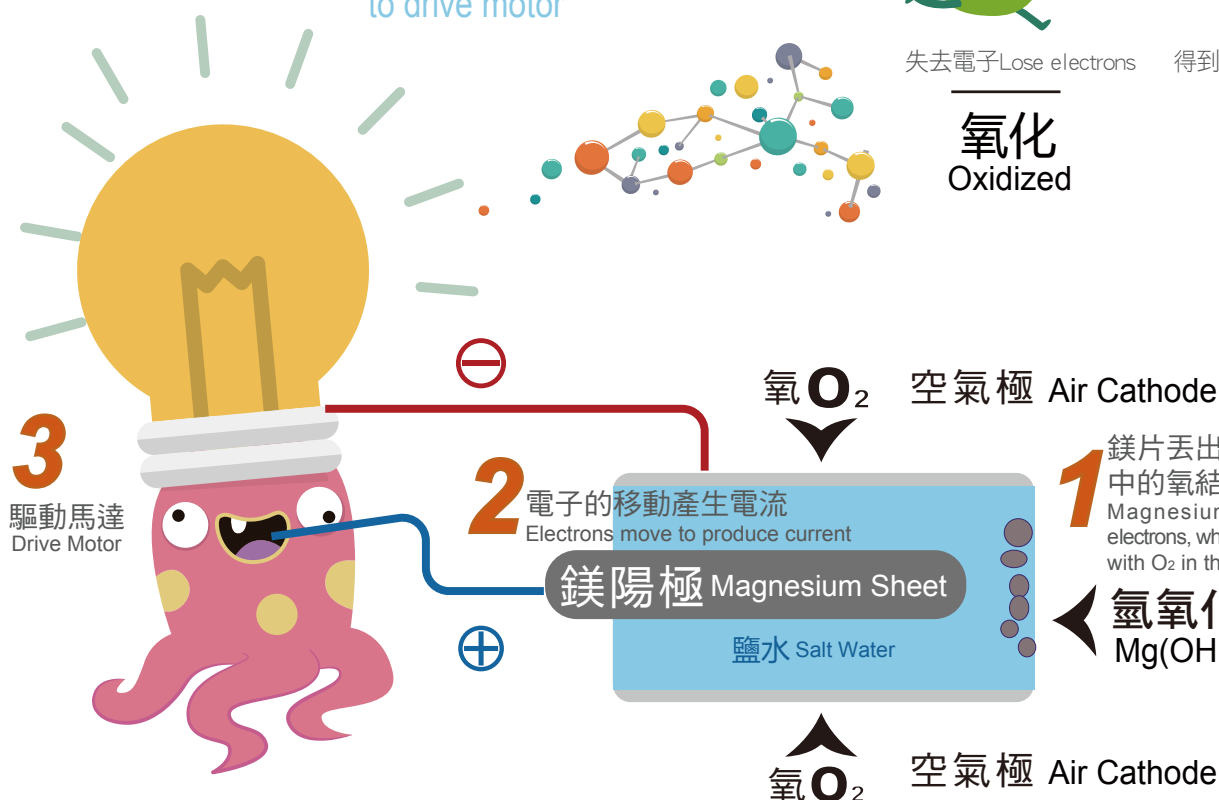 to drive motor
失去電子Lose electrons
得到
氧化
Oxidized
氧O₂
空氣極 Air Cathode
3
驅動馬達
Drive Motor
2
電子的移動產生電流
Electrons move to produce current
1
鎂片丟出
中的氧結
Magnesium
electrons, wh
with O₂ in th
鎂陽極 Magnesium Sheet
鹽水 Salt Water
氫氧化
Mg(OH
氧O₂
空氣極 Air Cathode